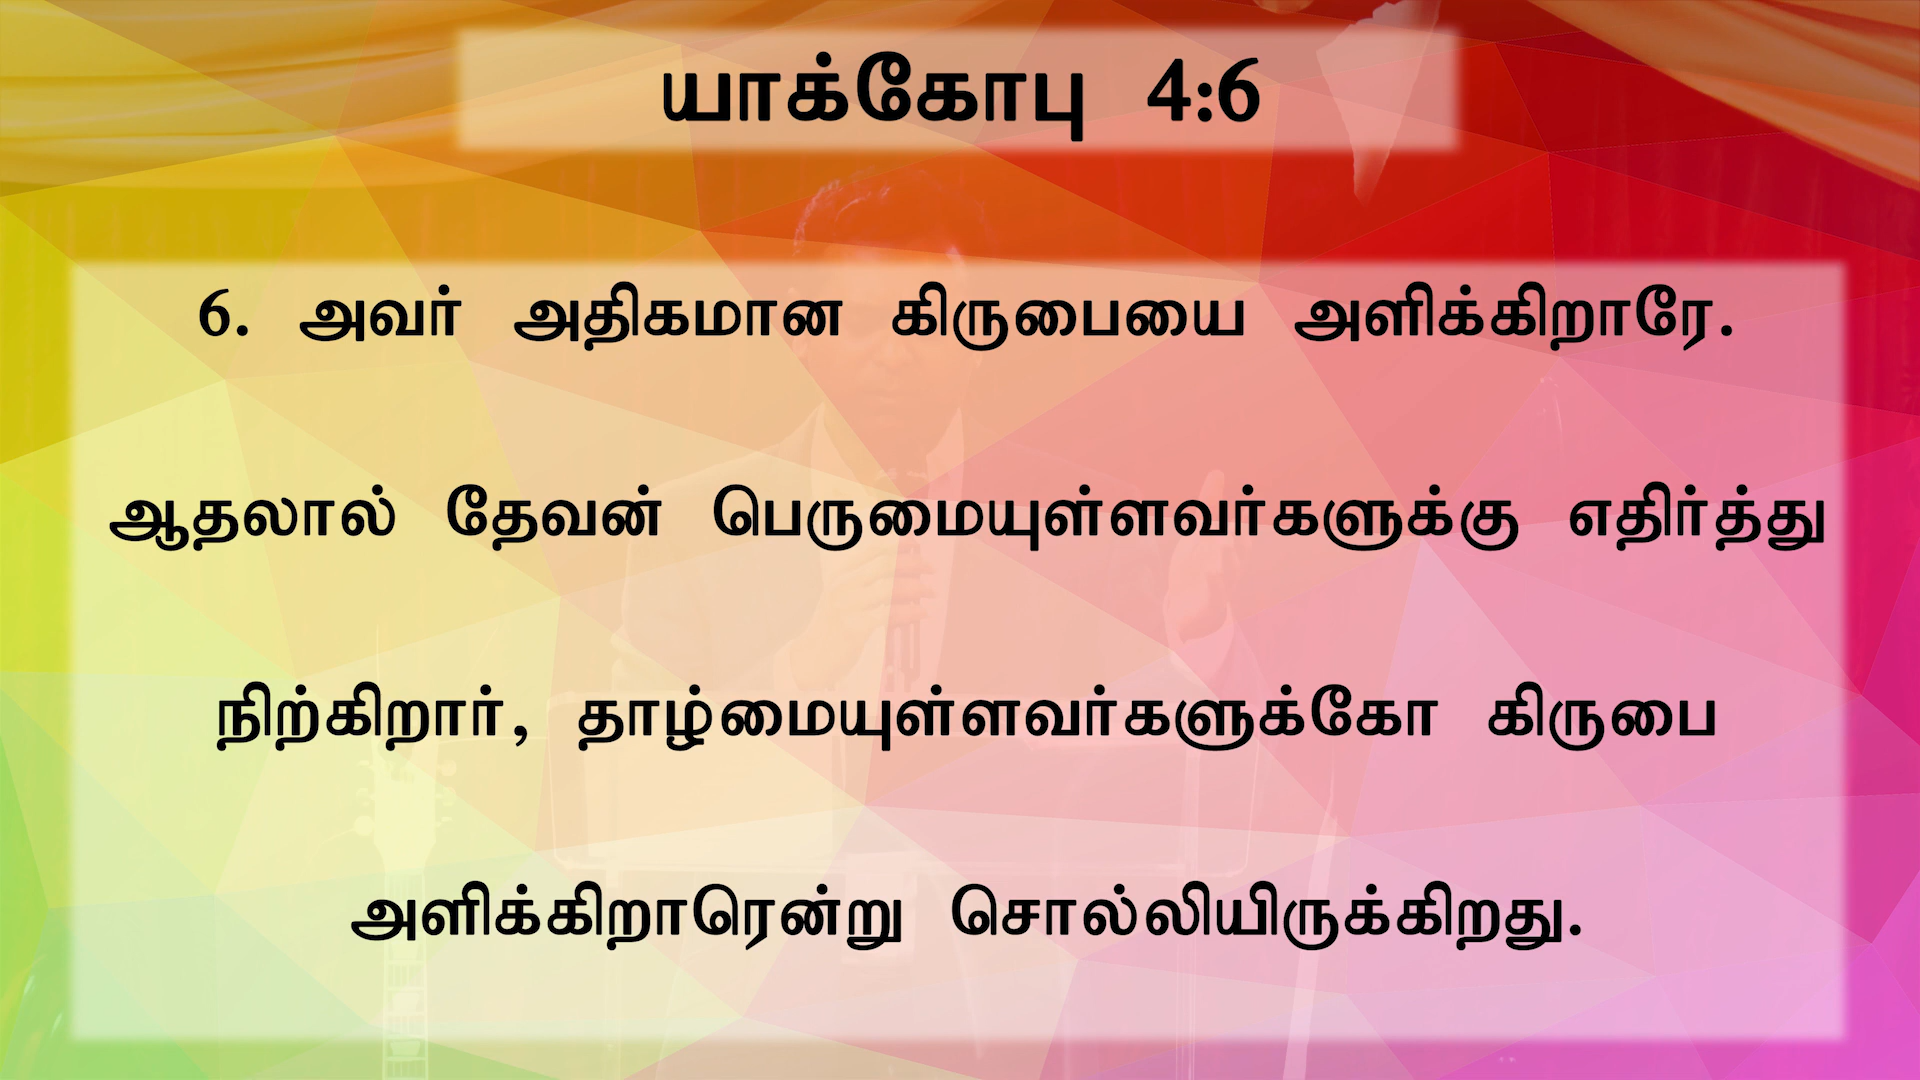 யாக்கோபு 4:6
6. அவர் அதிகமான கிருபையை அளிக்கிறாரே.
ஆதலால் தேவன் பெருமையுள்ளவர்களுக்கு எதிர்த்து
நிற்கிறார், தாழ்மையுள்ளவர்களுக்கோ கிருபை
அளிக்கிறாரென்று சொல்லியிருக்கிறது.